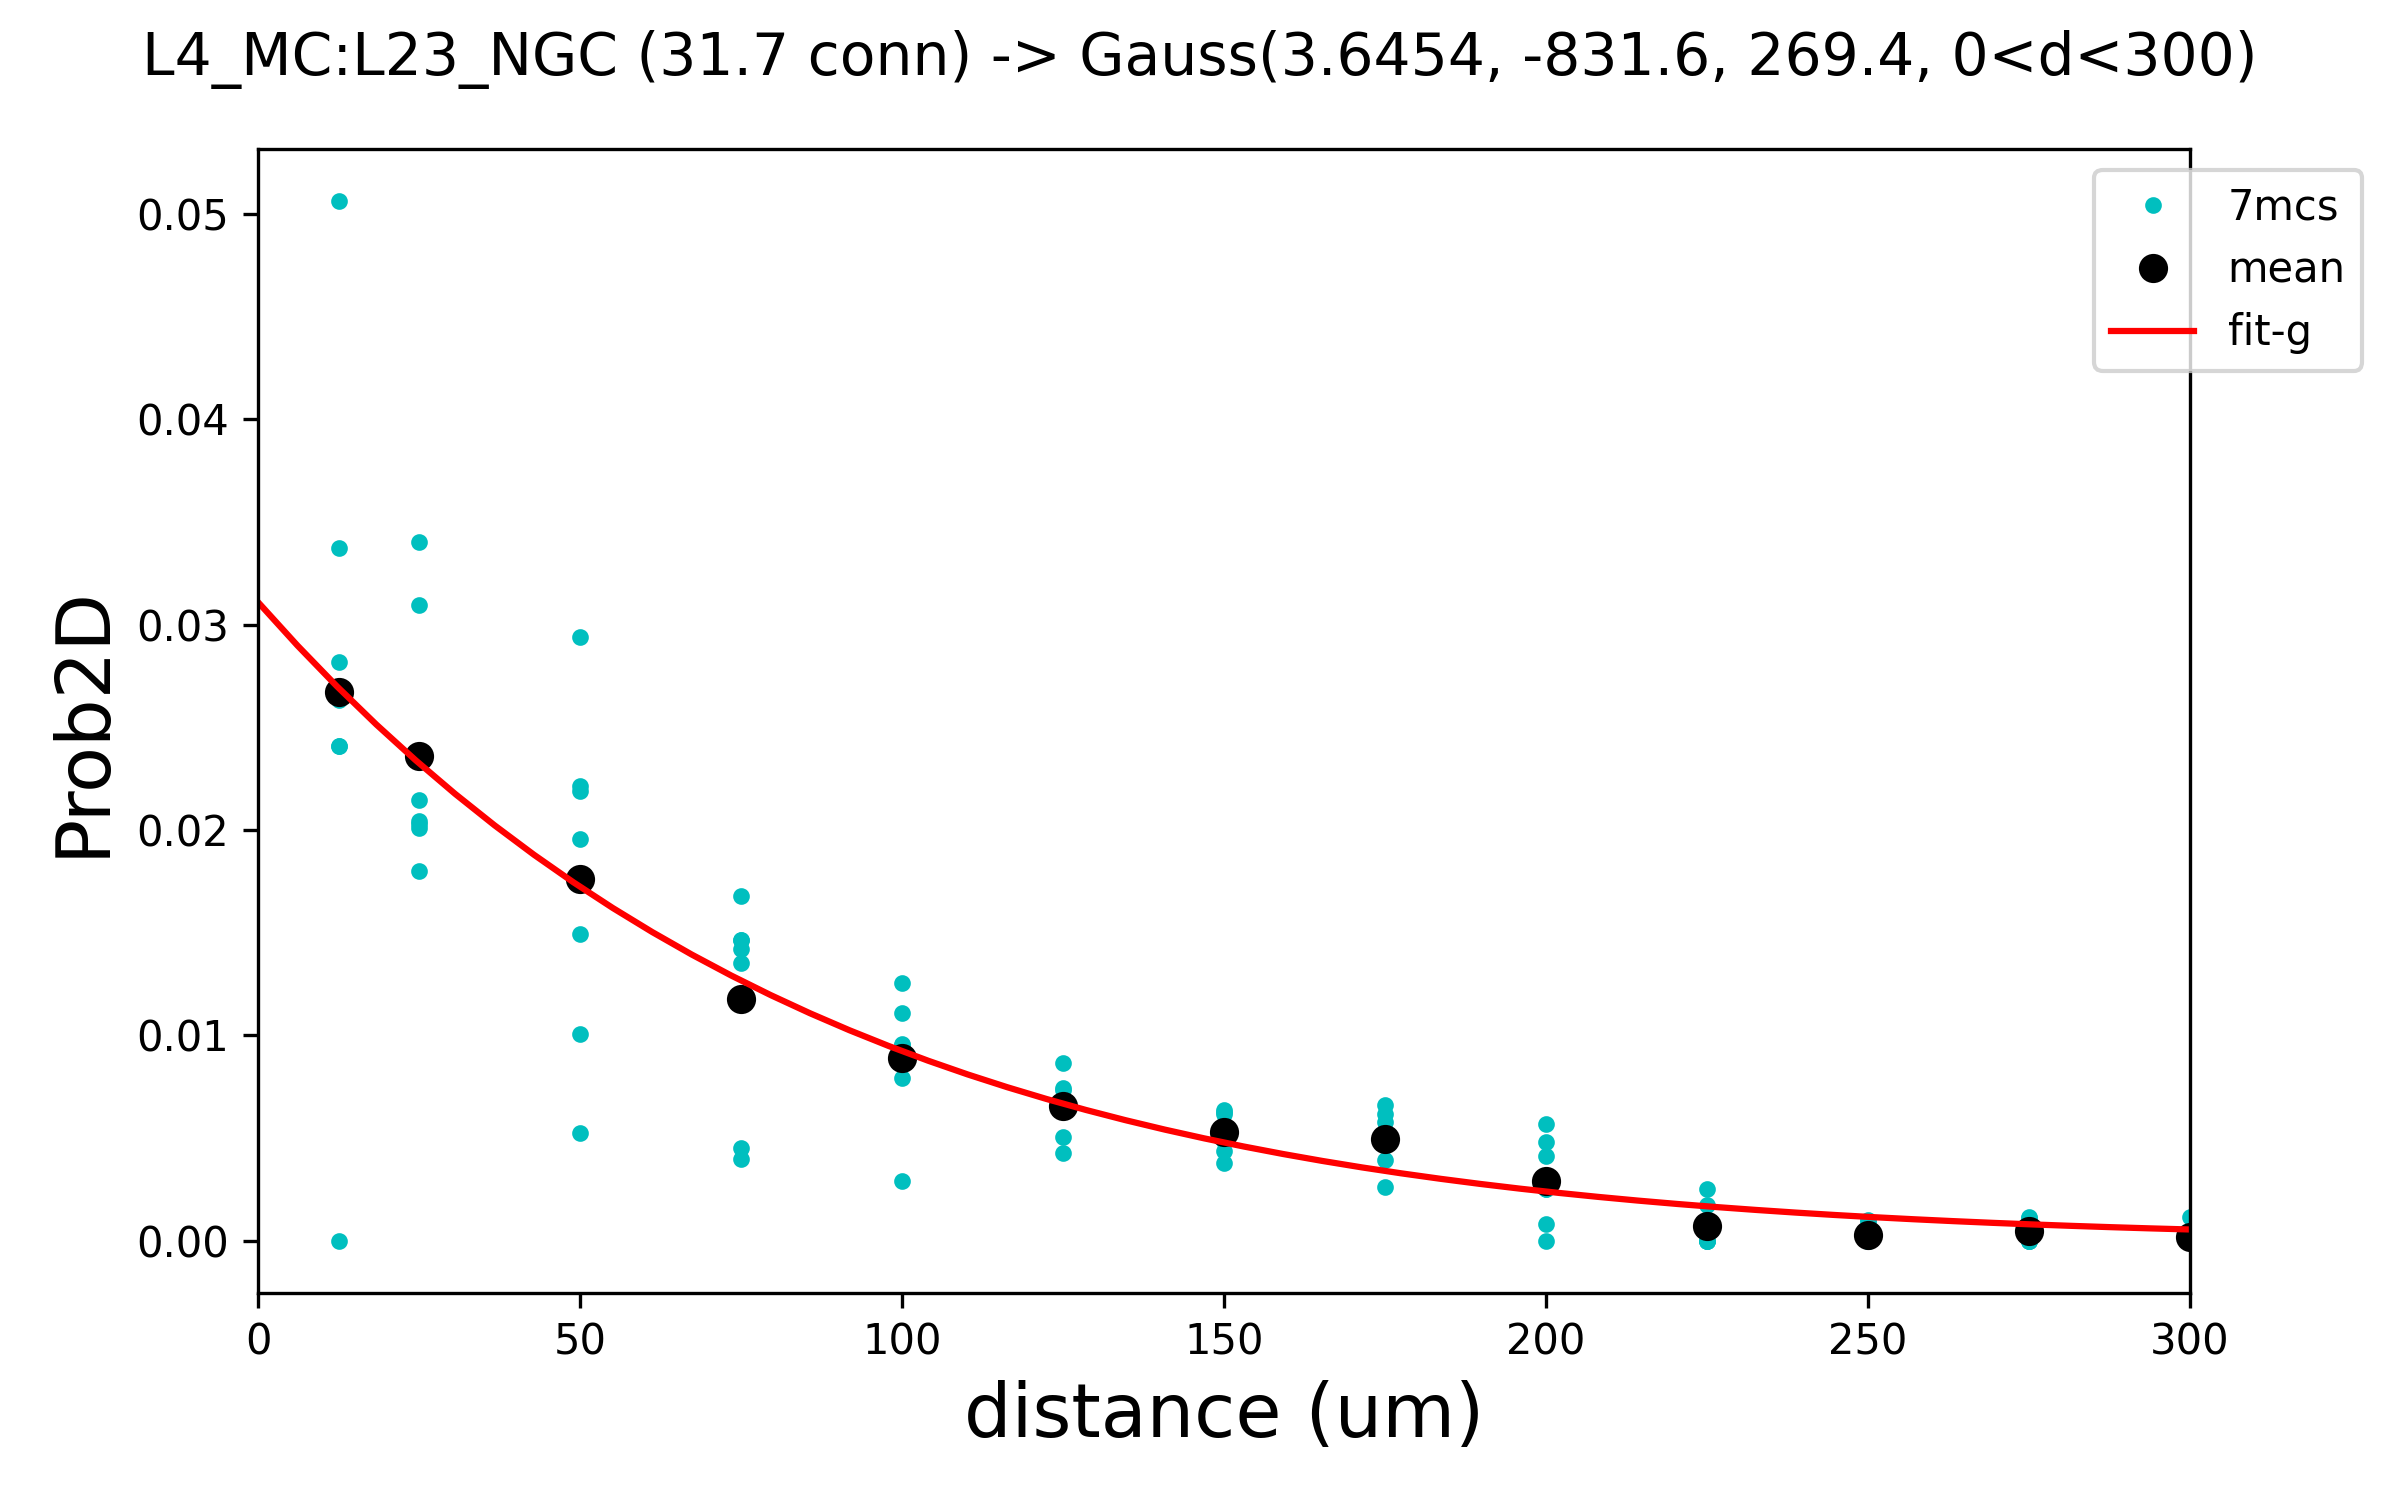 L4_MC:L23_NGC (31.7 conn) -> Gauss(3.6454, -831.6, 269.4, 0<d<300)
7mcs
mean
fit-g
Prob2D
0.05
0.04
0.03
0.02
0.01
0.00
0 50 100 150 200 250 300
distance (um)